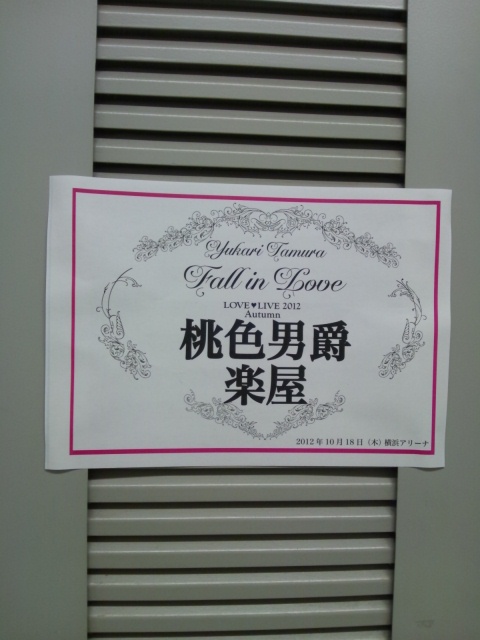 Yukari Tamura
Fall in Love
LOVE♥LIVE 2012
Autumn
桃色男爵
楽屋
2012年10月18日（木）横浜アリーナ